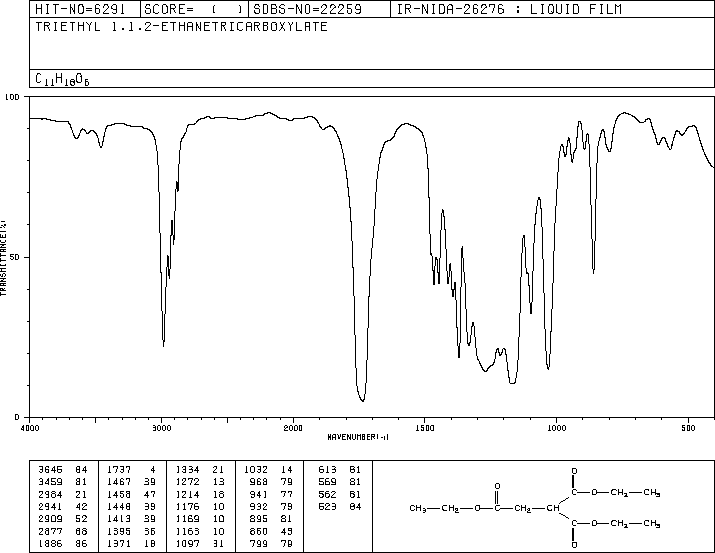 HIT-NO=6291 SCORE= ( ) SDBS-NO=22259 IR-NIDA-26276 : LIQUID FILM
TRIETHYL 1.1.2-ETHANETRICARBOXYLATE
C11H18O6
100
50
0
TRANSMITTANCE(%)
4000 3000 2000 1500 1000 500
WAVENUMBER(-1)
3645 84 1737 4 1334 21 1032 14 613 81
3459 81 1467 39 1272 13 968 79 569 81
2984 21 1458 47 1214 18 941 77 562 81
2941 42 1448 39 1176 10 932 79 523 84
2909 52 1413 39 1169 10 895 81
2877 68 1395 36 1163 10 860 43
1886 86 1371 18 1097 31 799 79
O
O
C—O—CH2—CH3
CH3—CH2—O—C—CH2—CH
C—O—CH2—CH3
O